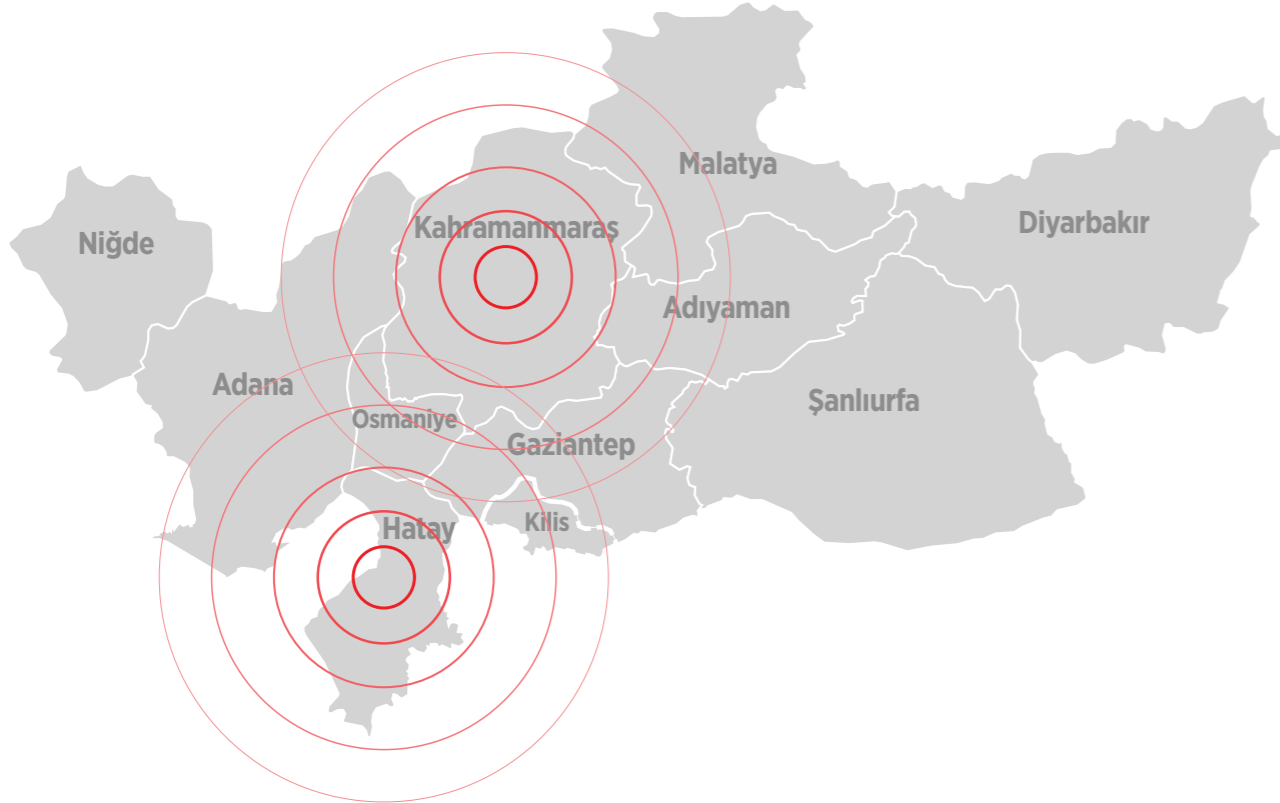 Malatya
Kahramanmaraş
Diyarbakır
Niğde
Adıyaman
Adana
Şanlıurfa
Osmaniye
Gaziantep
Hatay
Kilis